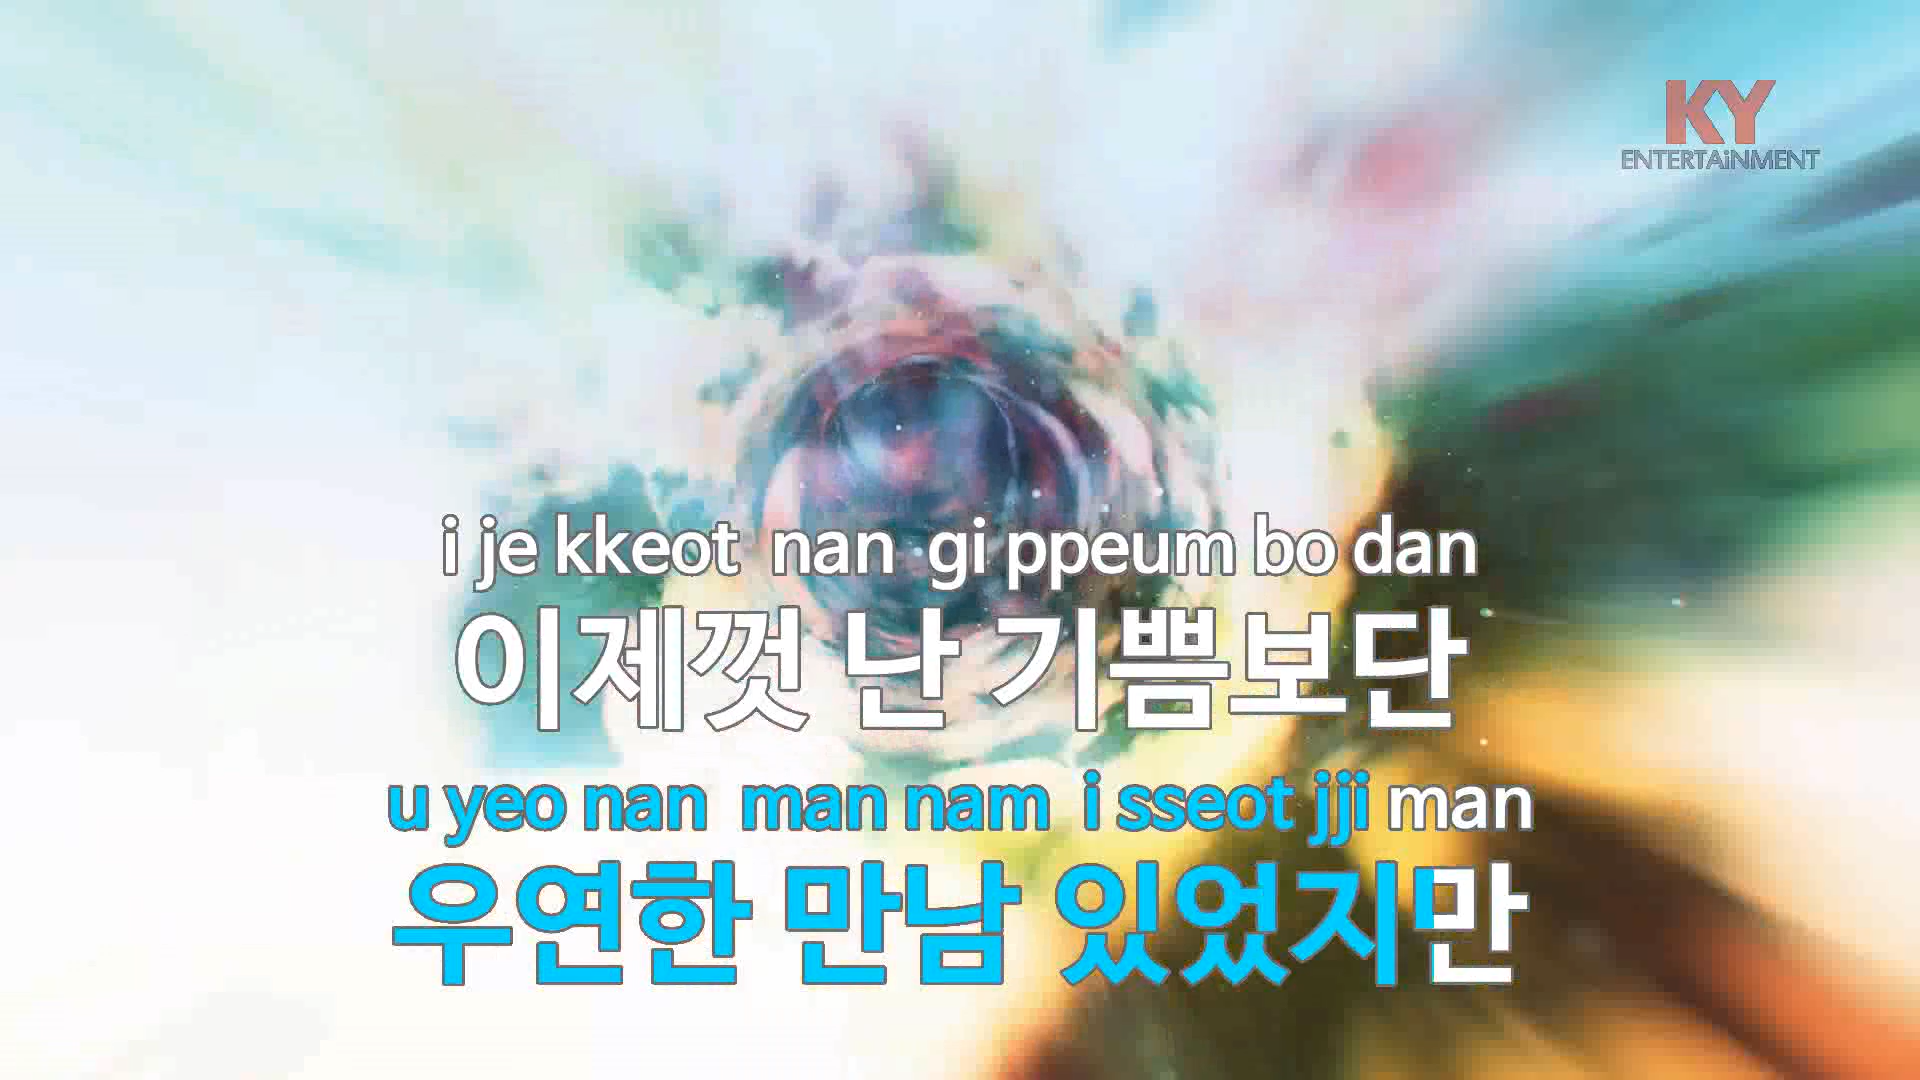 KY
ENTERTAiNMENT
i je kkeot nan gi ppeum bo dan
이제껏 난 기쁨보단
u yeo nan man nam i sseot jji man
우연한 만남 있었지만